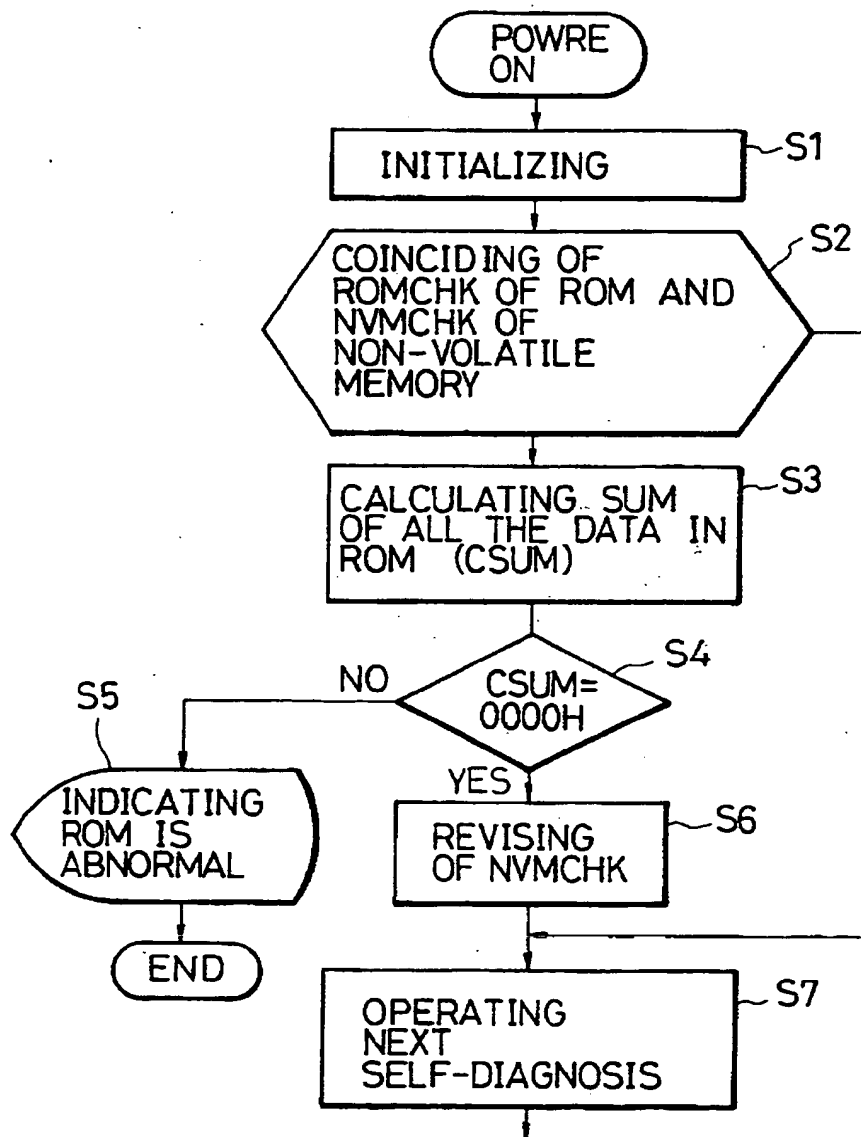 POWRE
ON
INITIALIZING
S1
COINCIDING OF
ROMCHK OF ROM AND
NVMCHK OF
NON-VOLATILE
MEMORY
S2
CALCULATING SUM
OF ALL THE DATA IN
ROM (CSUM)
S3
CSUM=
0000H
S4
NO
YES
S5
INDICATING
ROM IS
ABNORMAL
END
REVISING
OF NVMCHK
S6
OPERATING
NEXT
SELF-DIAGNOSIS
S7